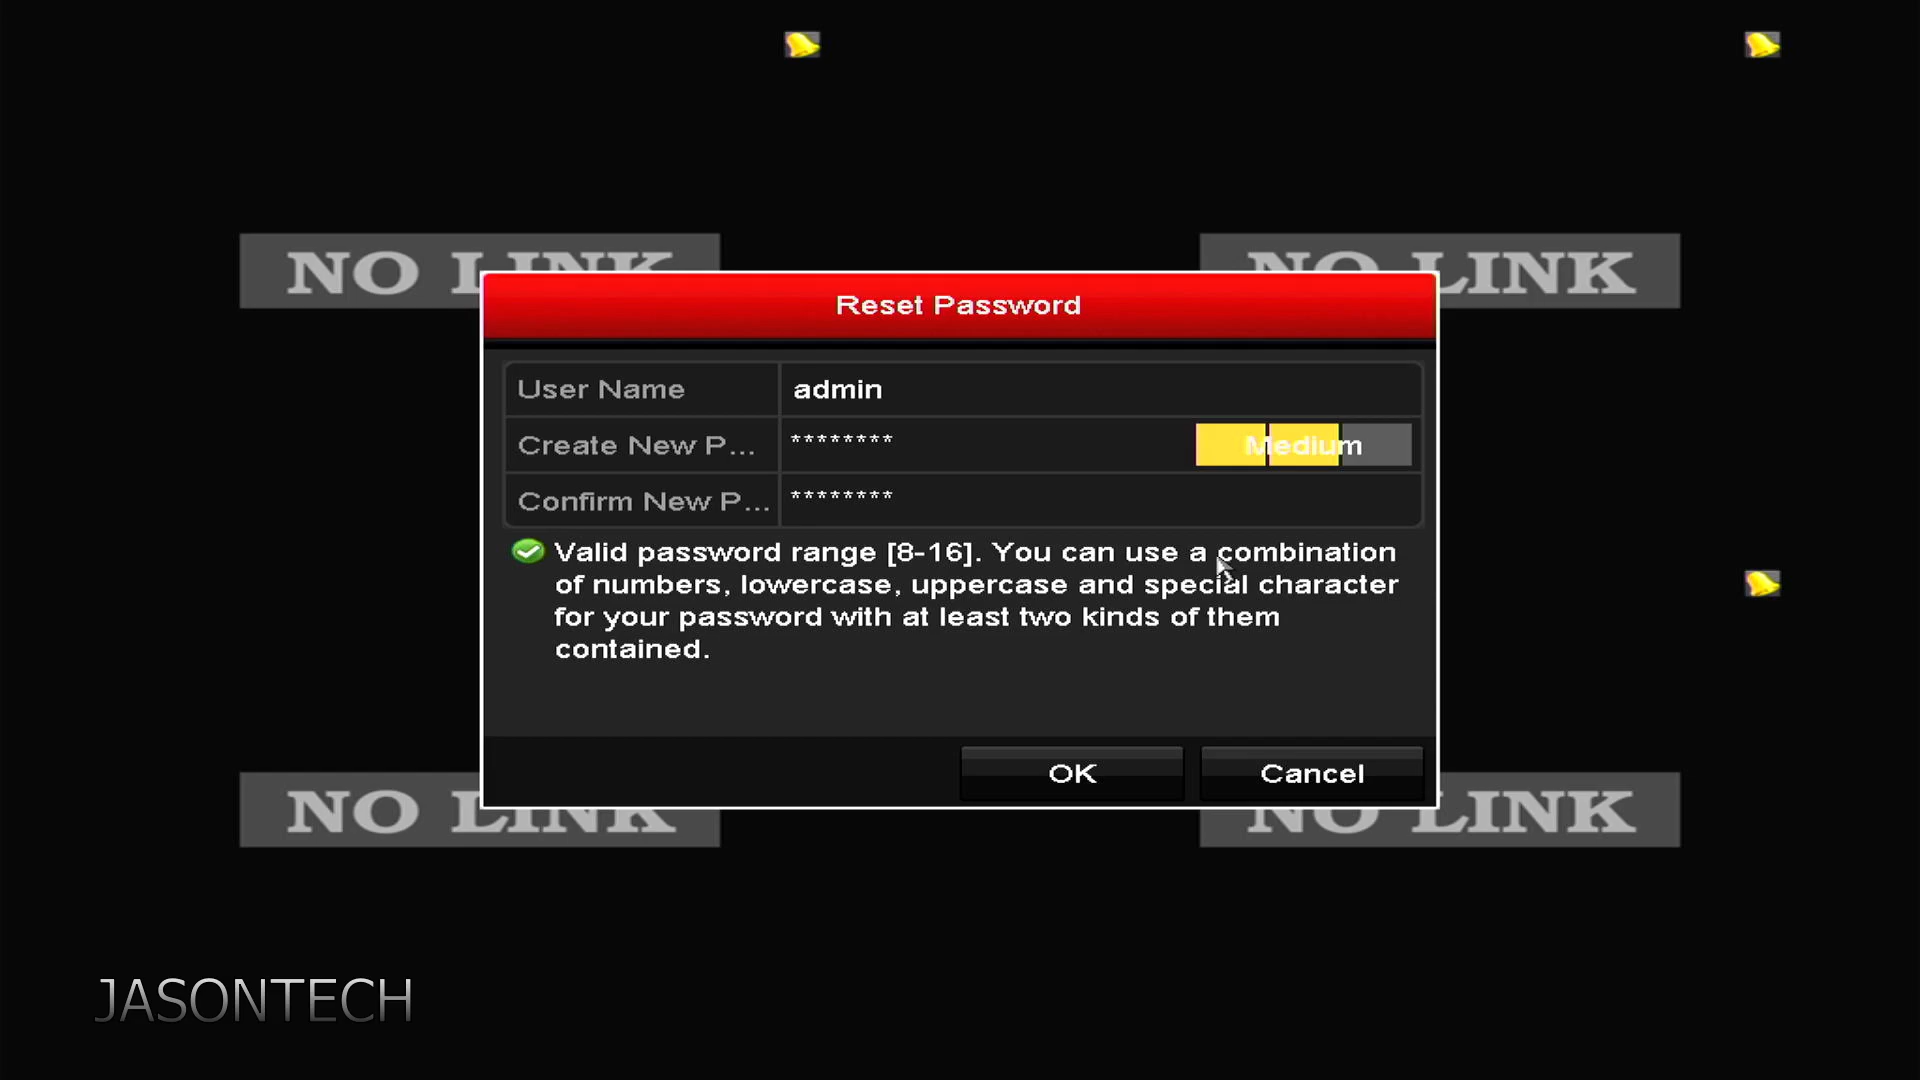 NO LINK
NO LINK
Reset Password
User Name admin
Create New P... ******** Medium
Confirm New P... ********
Valid password range [8-16]. You can use a combination
of numbers, lowercase, uppercase and special character
for your password with at least two kinds of them
contained.
OK Cancel
NO LINK
NO LINK
JASONTECH